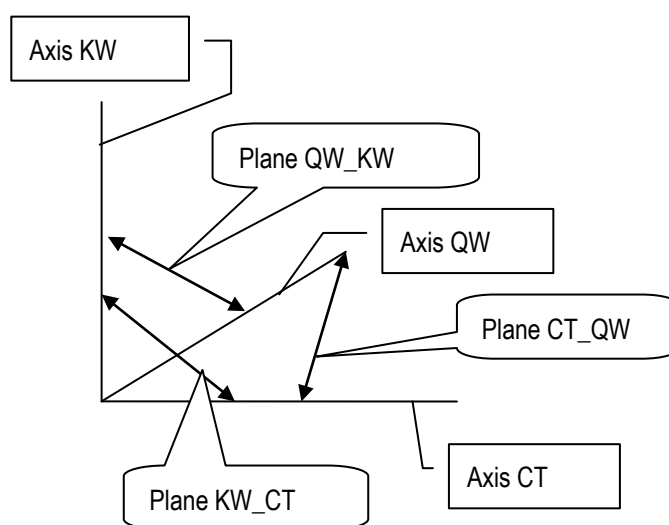 Axis KW
Plane QW_KW
Axis QW
Plane CT_QW
Axis CT
Plane KW_CT